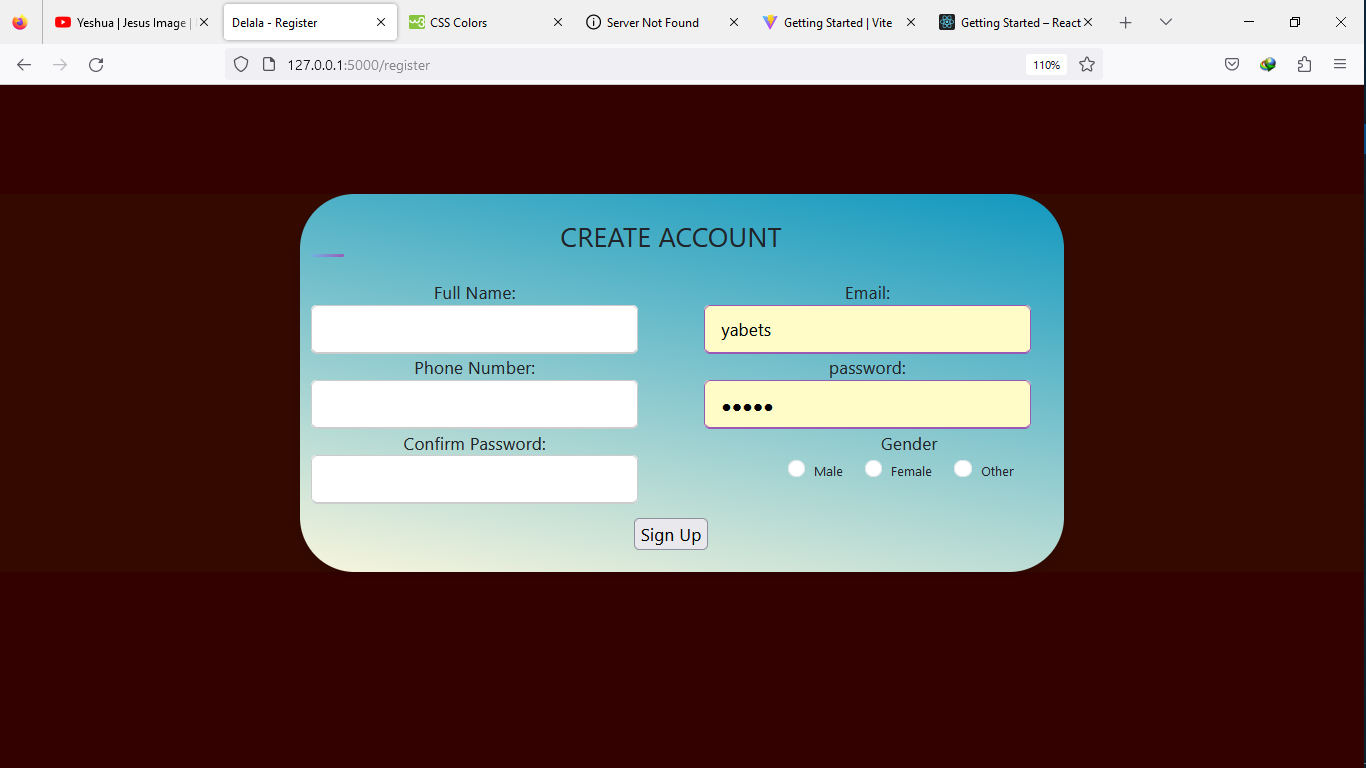 Yeshua | Jesus Image |
Delala - Register
CSS Colors
Server Not Found
Getting Started | Vite
Getting Started – React
127.0.0.1:5000/register
110%
CREATE ACCOUNT
Full Name:
Email:
yabets
Phone Number:
password:
●●●●●
Confirm Password:
Gender
Male
Female
Other
Sign Up